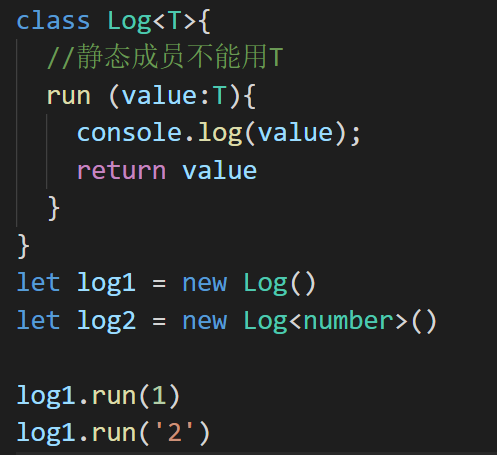 class Log<T>{
  //静态成员不能用T
  run (value:T){
    console.log(value);
    return value
  }
}
let log1 = new Log()
let log2 = new Log<number>()

log1.run(1)
log1.run('2')